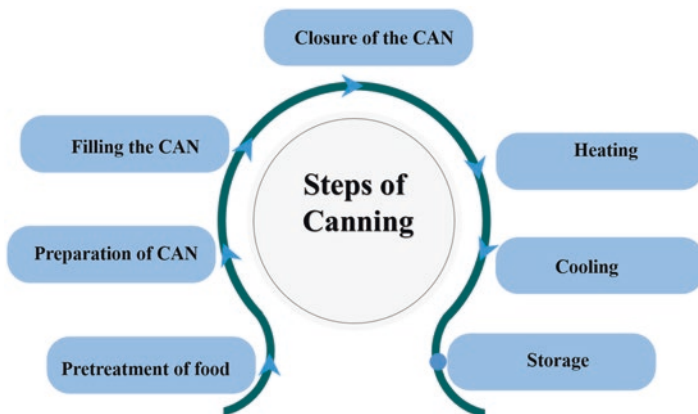 Closure of the CAN
Filling the CAN
Heating
Steps of
Canning
Preparation of CAN
Cooling
Pretreatment of food
Storage